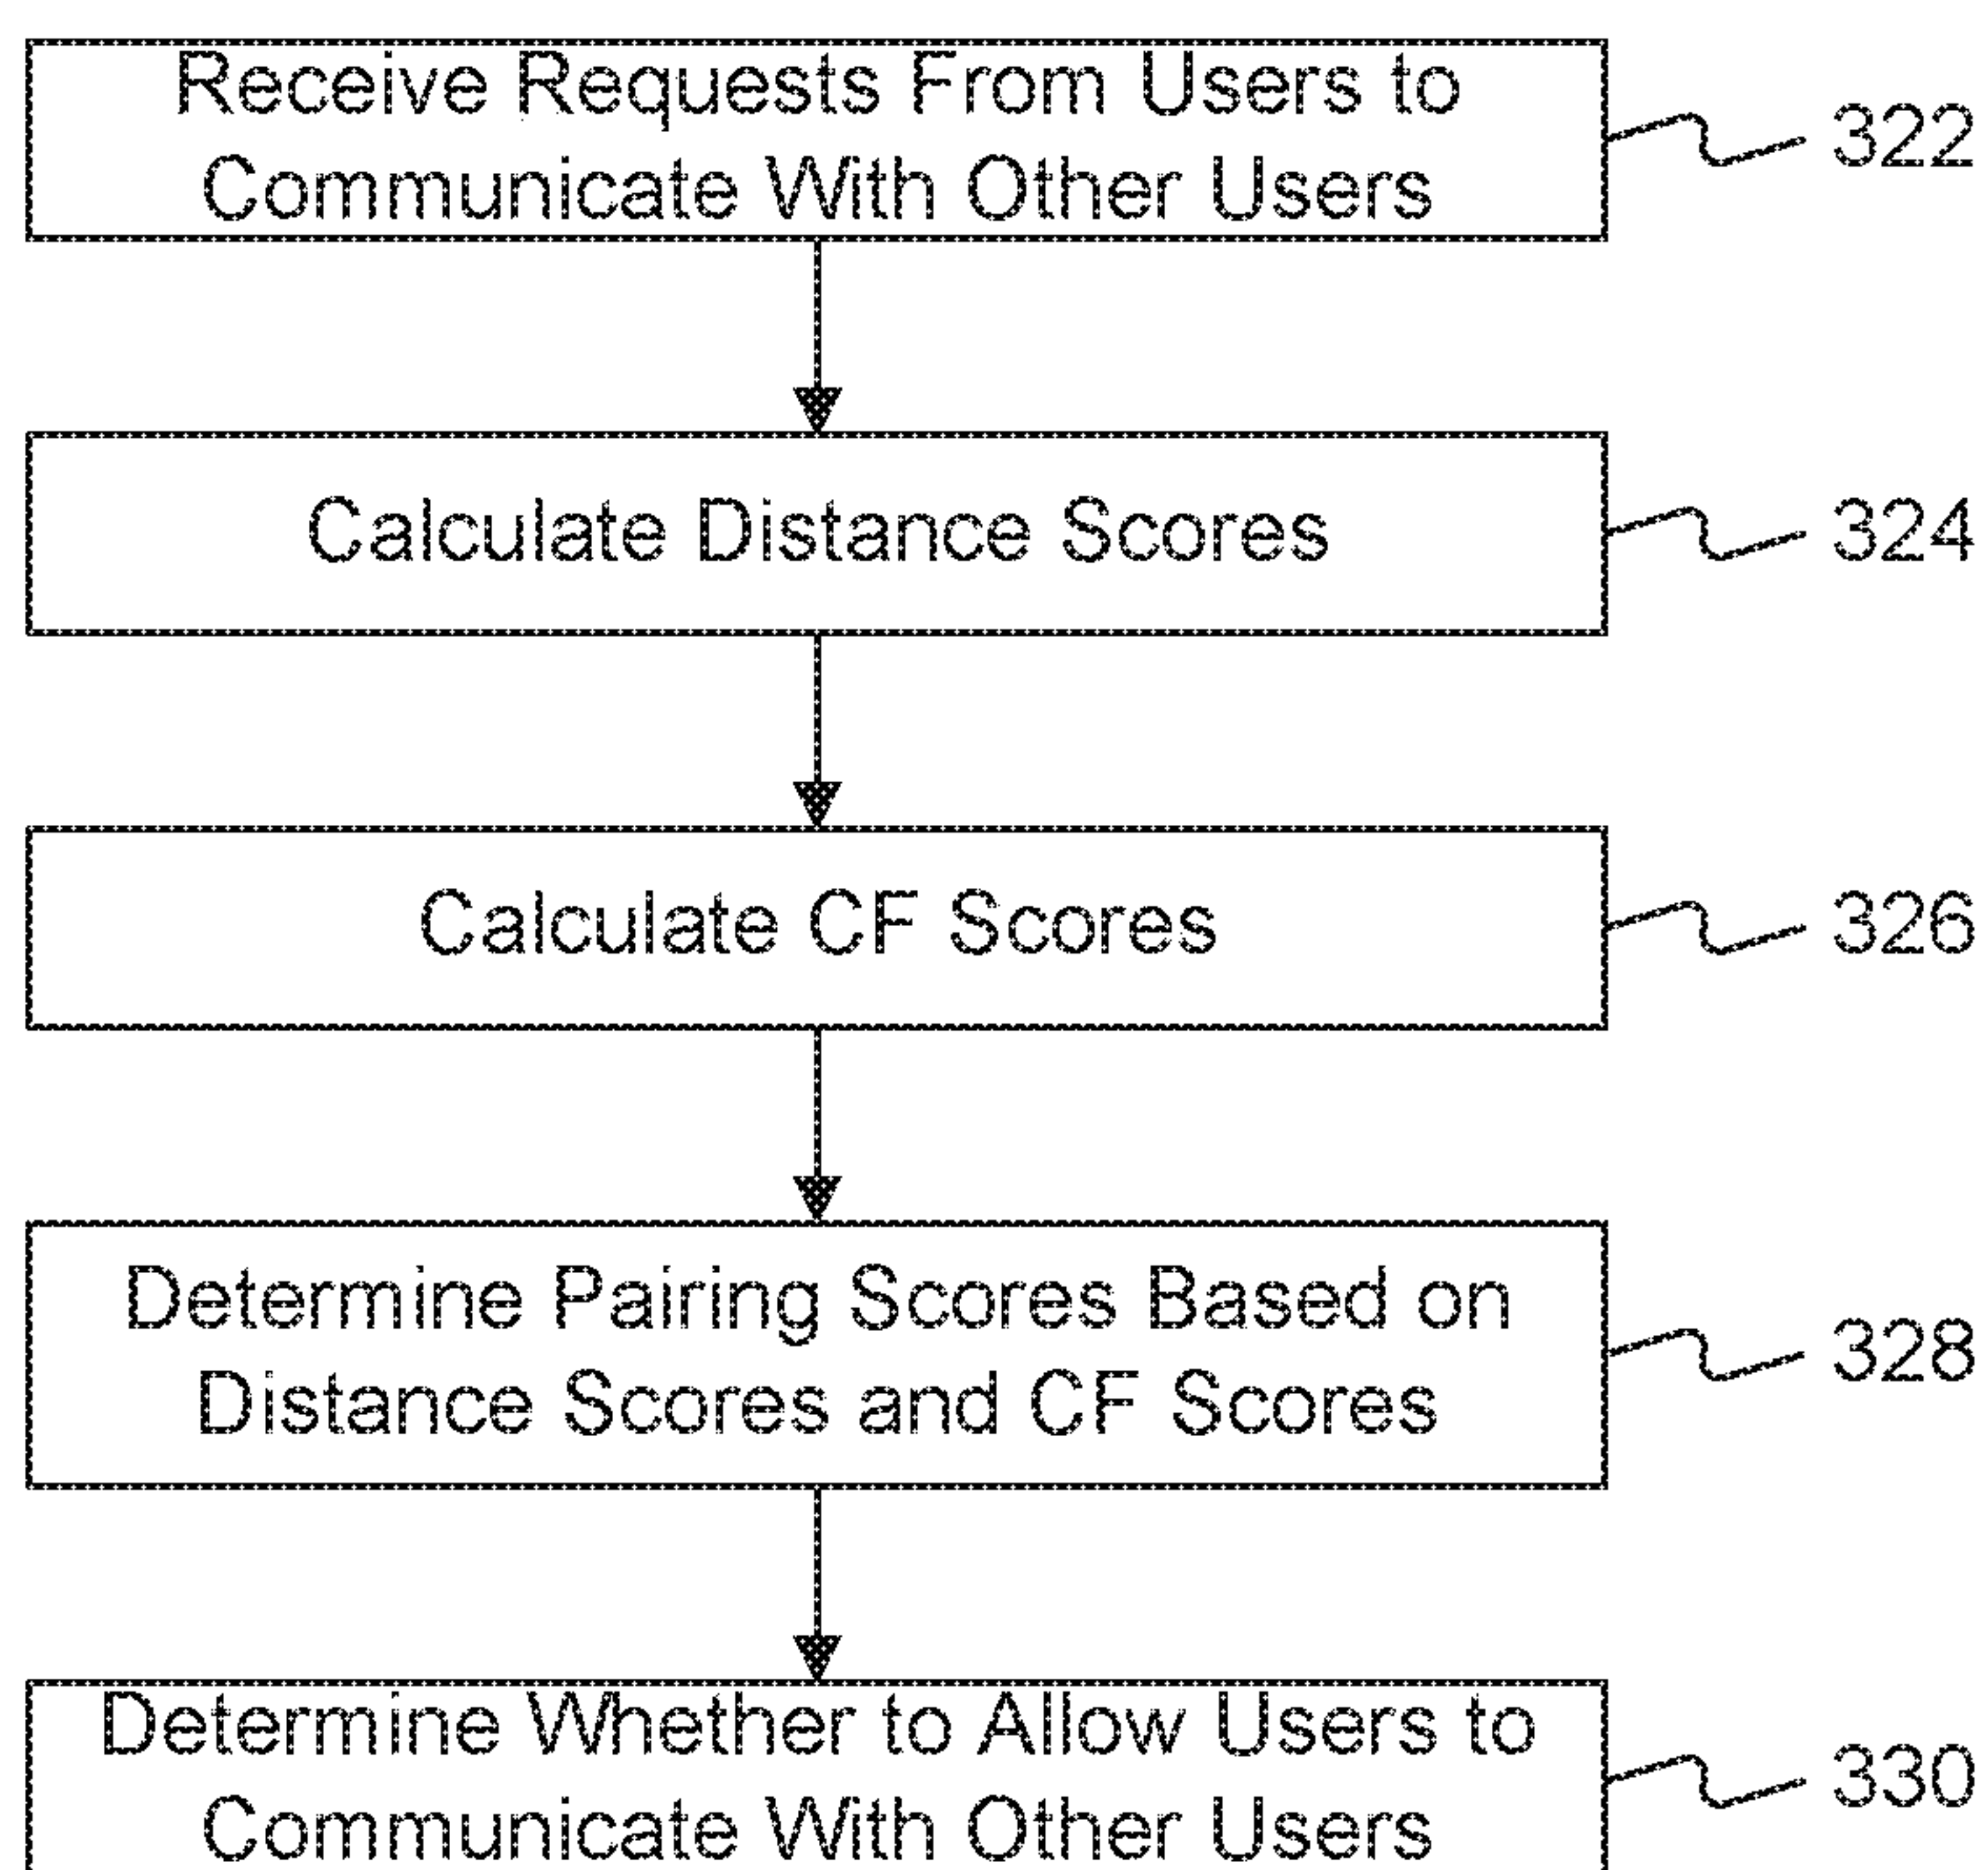 Receive Requests From Users to
Communicate With Other Users
322
Calculate Distance Scores
324
Calculate CF Scores
326
Determine Pairing Scores Based on
Distance Scores and CF Scores
328
Determine Whether to Allow Users to
Communicate With Other Users
330